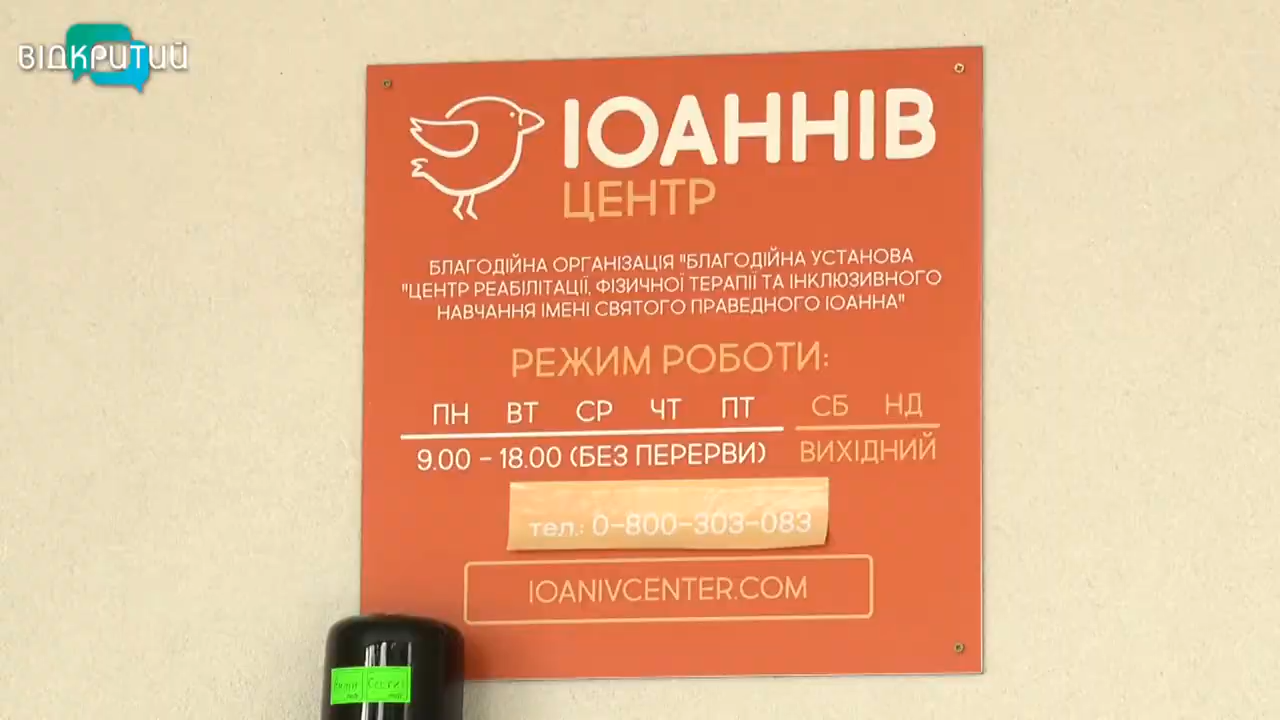 ВІДКРИТИЙ
ІОАННІВ
ЦЕНТР
БЛАГОДІЙНА ОРГАНІЗАЦІЯ "БЛАГОДІЙНА УСТАНОВА
"ЦЕНТР РЕАБІЛІТАЦІЇ, ФІЗИЧНОЇ ТЕРАПІЇ ТА ІНКЛЮЗИВНОГО
НАВЧАННЯ ІМЕНІ СВЯТОГО ПРАВЕДНОГО ІОАННА"
РЕЖИМ РОБОТИ:
ПН ВТ СР ЧТ ПТ СБ НД
9.00 - 18.00 (БЕЗ ПЕРЕРВИ) ВИХІДНИЙ
тел.: 0-800-303-083
IOANIVCENTER.COM